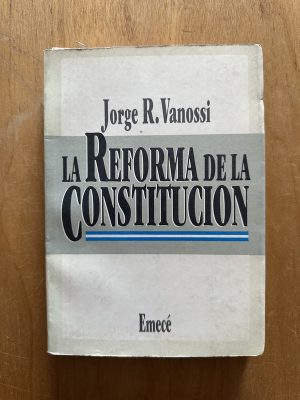 Jorge R. Vanossi
LA REFORMA DE LA
CONSTITUCION
Emecé